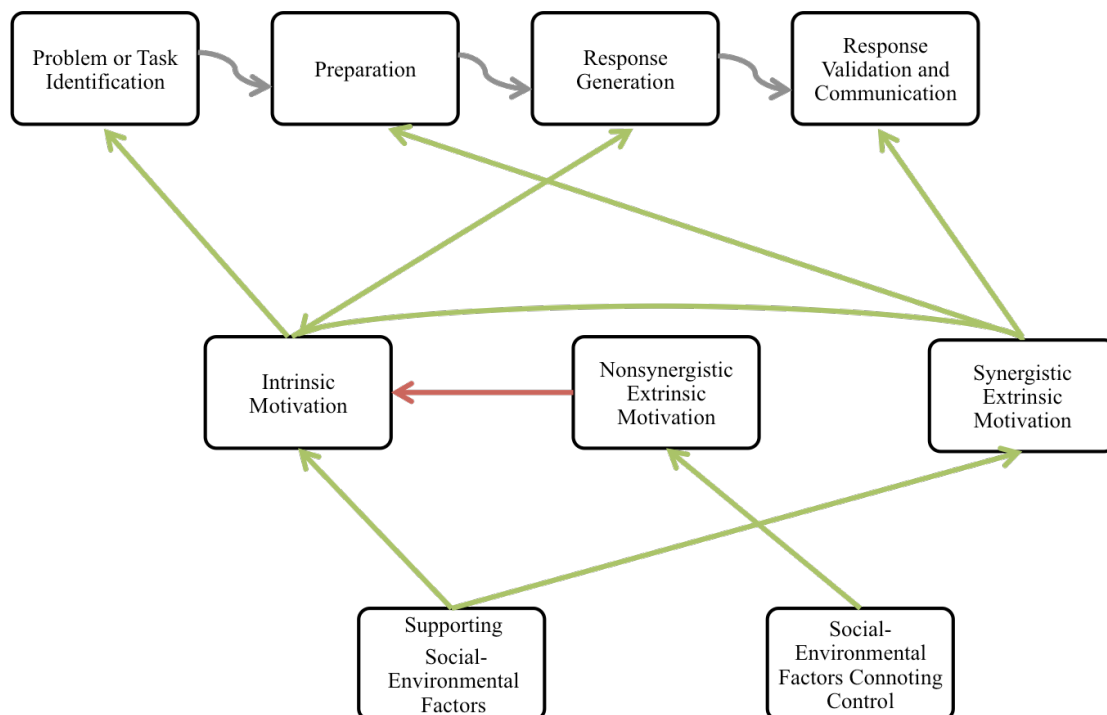 Problem or Task
Identification
Preparation
Response
Generation
Response
Validation and
Communication
Intrinsic
Motivation
Nonsynergistic
Extrinsic
Motivation
Synergistic
Extrinsic
Motivation
Supporting
Social-
Environmental
Factors
Social-
Environmental
Factors Connoting
Control